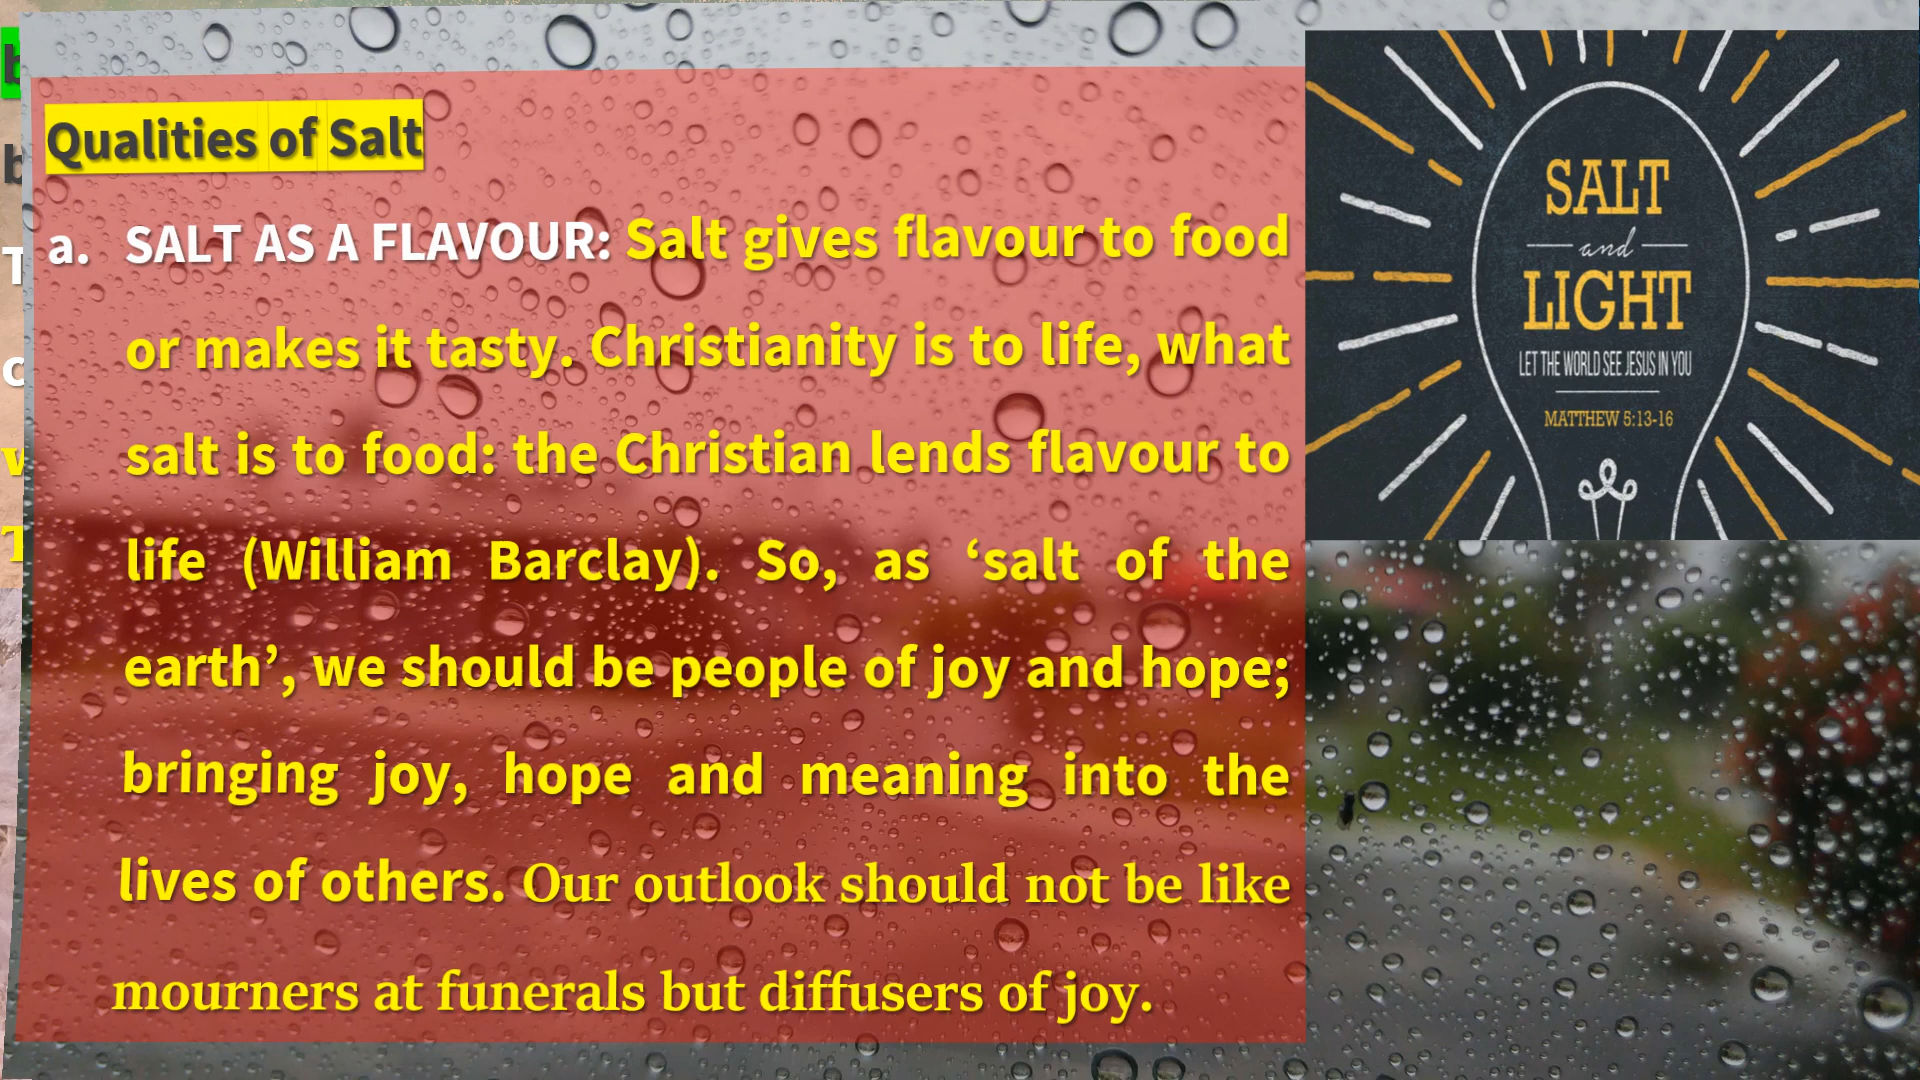 Qualities of Salt
a. SALT AS A FLAVOUR: Salt gives flavour to food
or makes it tasty. Christianity is to life, what
salt is to food: the Christian lends flavour to
life (William Barclay). So, as ‘salt of the
earth’, we should be people of joy and hope;
bringing joy, hope and meaning into the
lives of others. Our outlook should not be like
mourners at funerals but diffusers of joy.
SALT
and
LIGHT
LET THE WORLD SEE JESUS IN YOU
MATTHEW 5:13-16